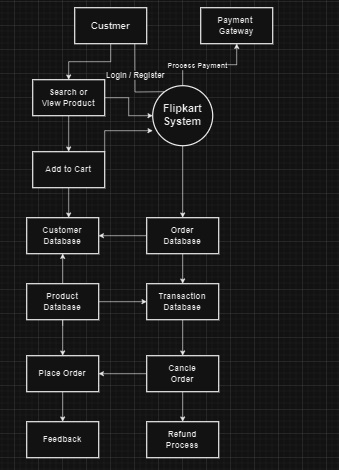 Custmer
Payment
Gateway
Process Payment
Login / Register
Search or
View Product
Flipkart
System
Add to Cart
Customer
Database
Order
Database
Product
Database
Transaction
Database
Place Order
Cancle
Order
Feedback
Refund
Process